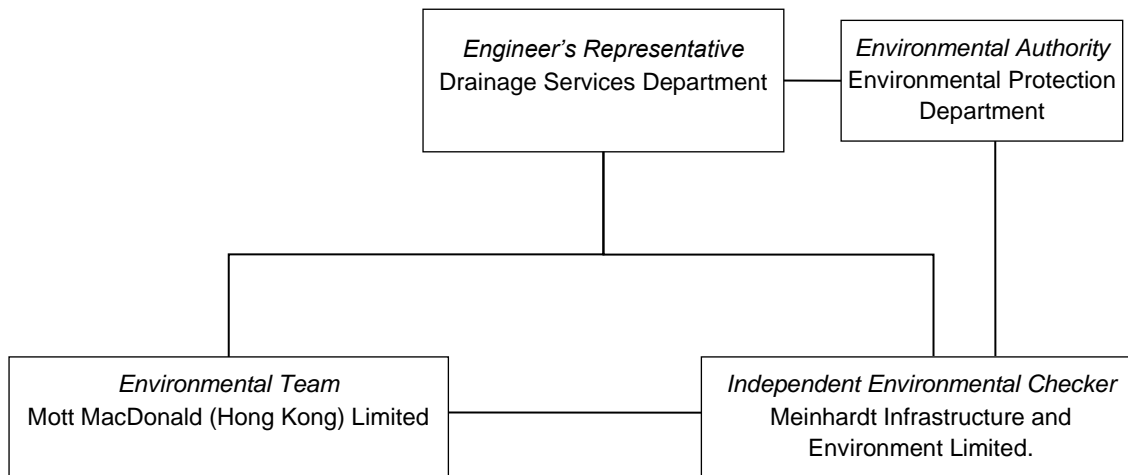 Engineer’s Representative
Drainage Services Department
Environmental Authority
Environmental Protection
Department
Environmental Team
Mott MacDonald (Hong Kong) Limited
Independent Environmental Checker
Meinhardt Infrastructure and
Environment Limited.